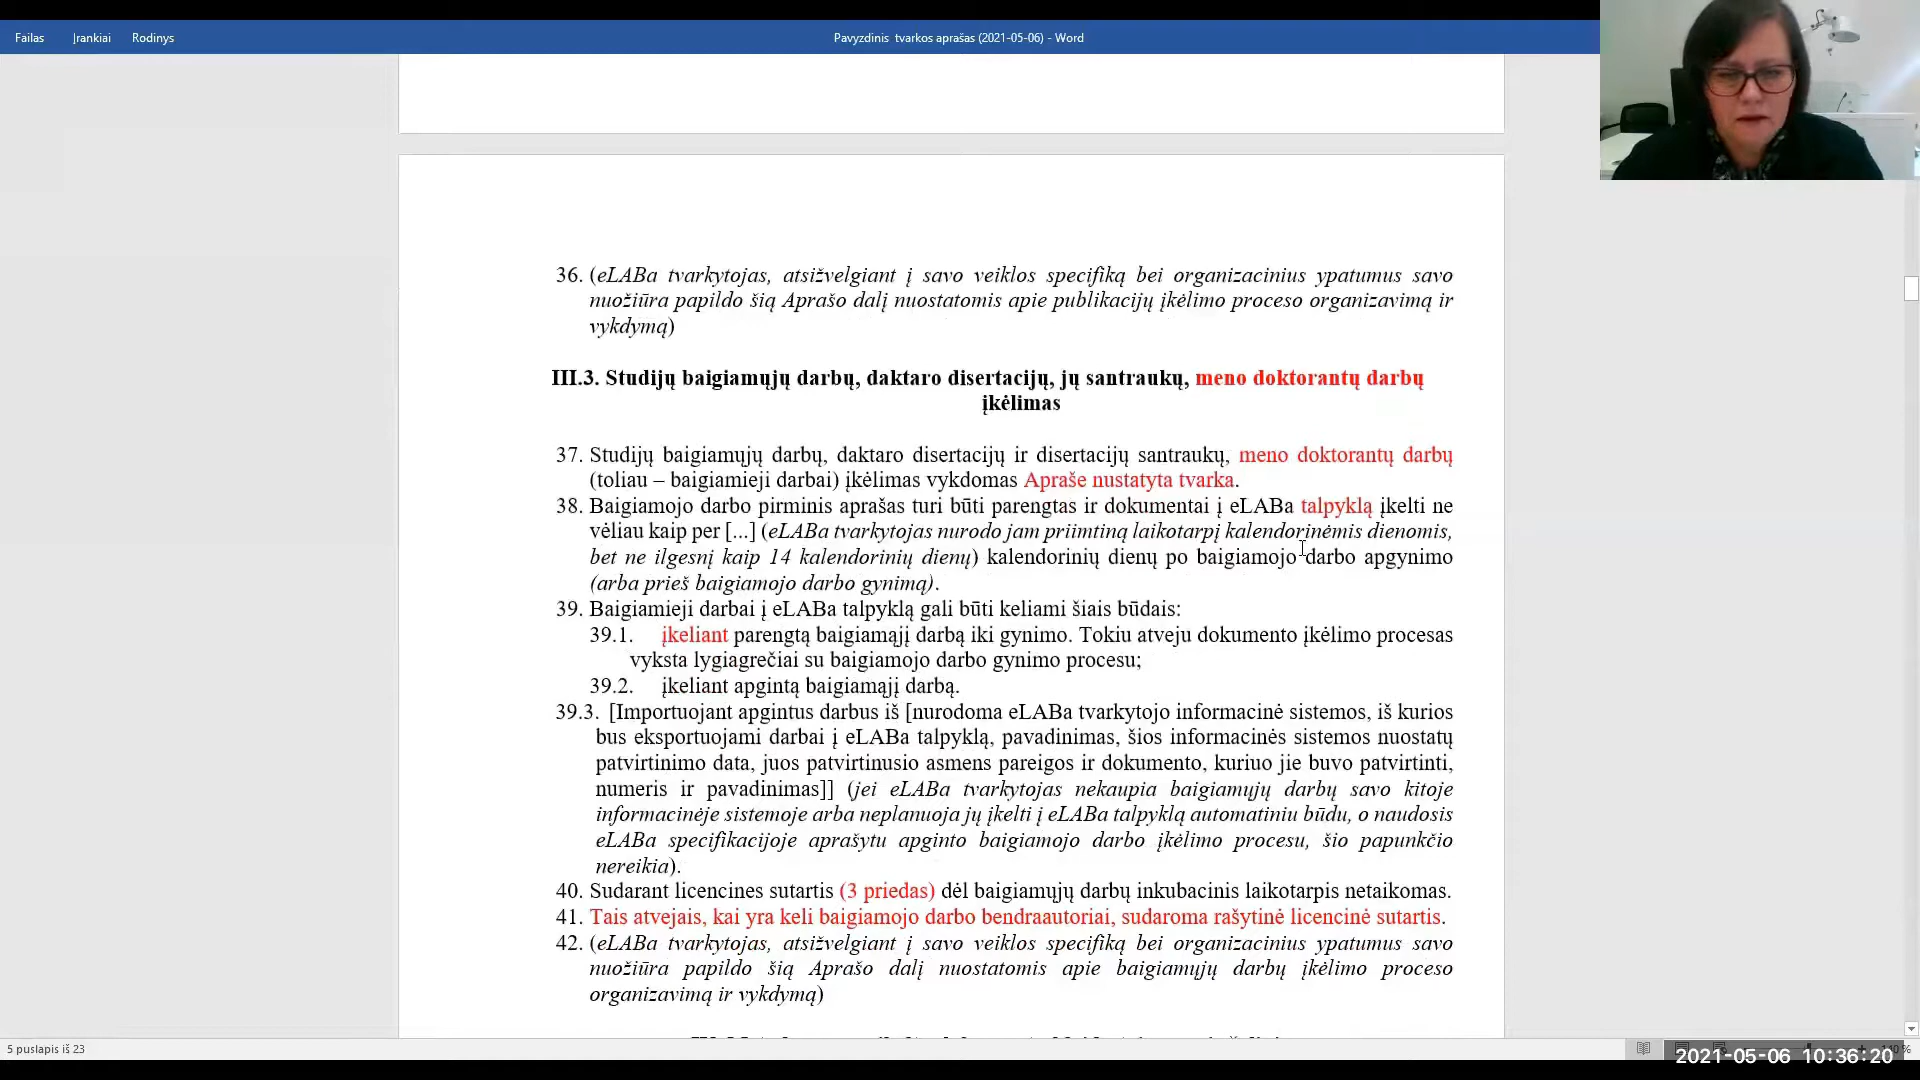 Failas Įrankiai Rodinys
Pavyzdinis tvarkos aprašas (2021-05-06) - Word
36. (eLABa tvarkytojas, atsižvelgiant į savo veiklos specifiką bei organizacinius ypatumus savo
nuožiūra papildo šią Aprašo dalį nuostatomis apie publikacijų įkėlimo proceso organizavimą ir
vykdymą)
III.3. Studijų baigiamųjų darbų, daktaro disertacijų, jų santraukų, meno doktorantų darbų
įkėlimas
37. Studijų baigiamųjų darbų, daktaro disertacijų ir disertacijų santraukų, meno doktorantų darbų
(toliau – baigiamieji darbai) įkėlimas vykdomas Apraše nustatyta tvarka.
38. Baigiamojo darbo pirminis aprašas turi būti parengtas ir dokumentai į eLABa talpyklą įkelti ne
vėliau kaip per [...] (eLABa tvarkytojas nurodo jam priimtiną laikotarpį kalendorinėmis dienomis,
bet ne ilgesnį kaip 14 kalendorinių dienų) kalendorinių dienų po baigiamojo darbo apgynimo
(arba prieš baigiamojo darbo gynimą).
39. Baigiamieji darbai į eLABa talpyklą gali būti keliami šiais būdais:
39.1. įkeliant parengtą baigiamąjį darbą iki gynimo. Tokiu atveju dokumento įkėlimo procesas
vyksta lygiagrečiai su baigiamojo darbo gynimo procesu;
39.2. įkeliant apgintą baigiamąjį darbą.
39.3. [Importuojant apgintus darbus iš [nurodoma eLABa tvarkytojo informacinė sistemos, iš kurios
bus eksportuojami darbai į eLABa talpyklą, pavadinimas, šios informacinės sistemos nuostatų
patvirtinimo data, juos patvirtinusio asmens pareigos ir dokumento, kuriuo jie buvo patvirtinti,
numeris ir pavadinimas]] (jei eLABa tvarkytojas nekaupia baigiamųjų darbų savo kitoje
informacinėje sistemoje arba neplanuoja jų įkelti į eLABa talpyklą automatiniu būdu, o naudosis
eLABa specifikacijoje aprašytu apginto baigiamojo darbo įkėlimo procesu, šio papunkčio
nereikia).
40. Sudarant licencines sutartis (3 priedas) dėl baigiamųjų darbų inkubacinis laikotarpis netaikomas.
41. Tais atvejais, kai yra keli baigiamojo darbo bendraautoriai, sudaroma rašytinė licencinė sutartis.
42. (eLABa tvarkytojas, atsižvelgiant į savo veiklos specifiką bei organizacinius ypatumus savo
nuožiūra papildo šią Aprašo dalį nuostatomis apie baigiamųjų darbų įkėlimo proceso
organizavimą ir vykdymą)
5 puslapis iš 23
2021-05-06 10:36:20